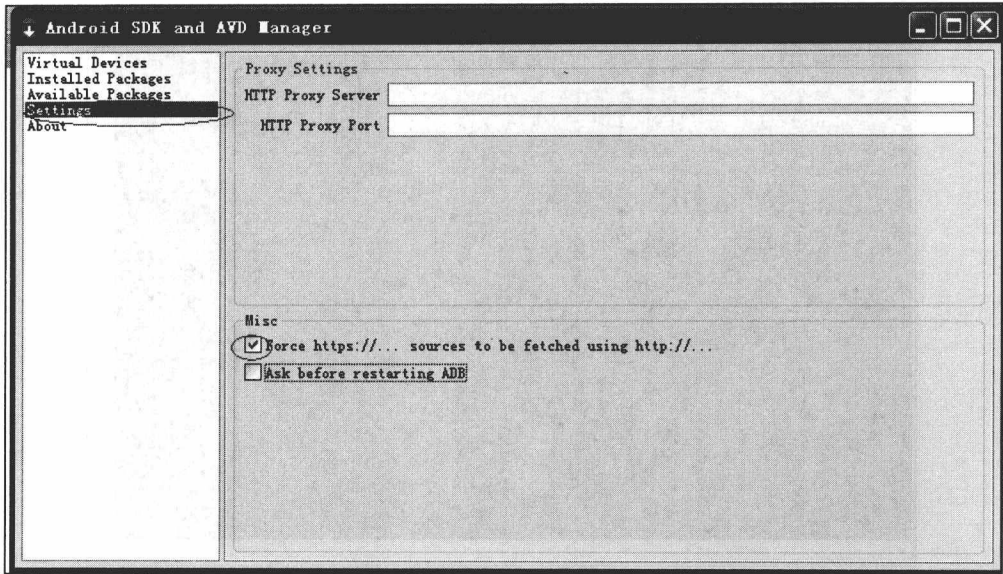 Android SDK and AVD Manager
Virtual Devices
Installed Packages
Available Packages
Settings
About
Proxy Settings
HTTP Proxy Server
HTTP Proxy Port
Misc
Force https://... sources to be fetched using http://...
Ask before restarting ADB